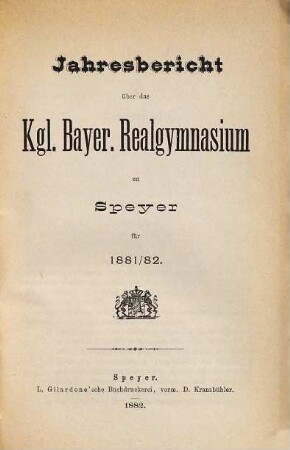 Jahresbericht
über das
Kgl. Bayer. Realgymnasium
zu
Speyer
für
1881/82.
Speyer.
L. Gilardone'sche Buchdruckerei, vorm. D. Kranzbühler.
1882.